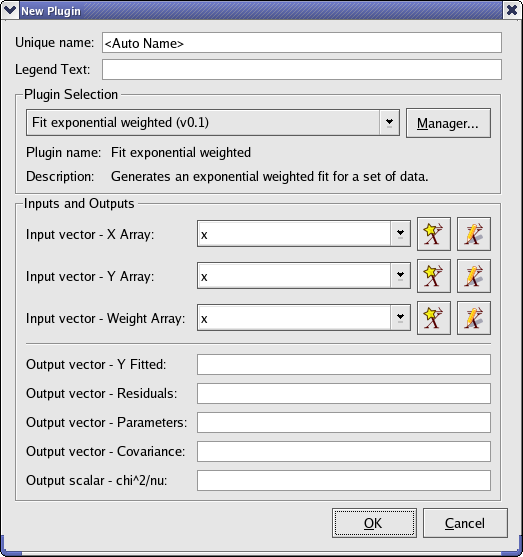 New Plugin
Unique name: <Auto Name>
Legend Text:
Plugin Selection
Fit exponential weighted (v0.1) Manager...
Plugin name: Fit exponential weighted
Description: Generates an exponential weighted fit for a set of data.
Inputs and Outputs
Input vector - X Array: x
Input vector - Y Array: x
Input vector - Weight Array: x
Output vector - Y Fitted:
Output vector - Residuals:
Output vector - Parameters:
Output vector - Covariance:
Output scalar - chi^2/nu:
OK Cancel